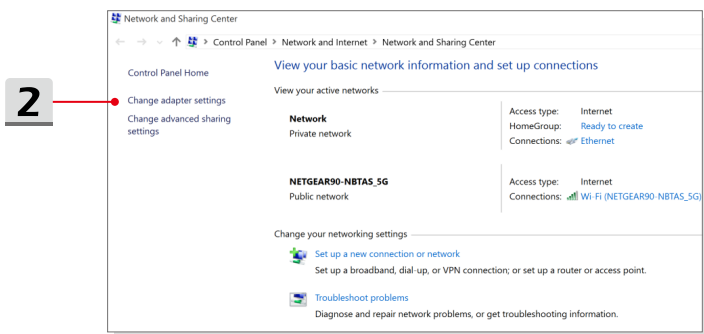 Network and Sharing Center
Control Panel > Network and Internet > Network and Sharing Center
2
Control Panel Home
Change adapter settings
Change advanced sharing
settings
View your basic network information and set up connections
View your active networks
Network
Private network
Access type: Internet
HomeGroup: Ready to create
Connections: Ethernet
NETGEAR90-NBTAS_5G
Public network
Access type: Internet
Connections: Wi-Fi (NETGEAR90-NBTAS_5G)
Change your networking settings
Set up a new connection or network
Set up a broadband, dial-up, or VPN connection; or set up a router or access point.
Troubleshoot problems
Diagnose and repair network problems, or get troubleshooting information.